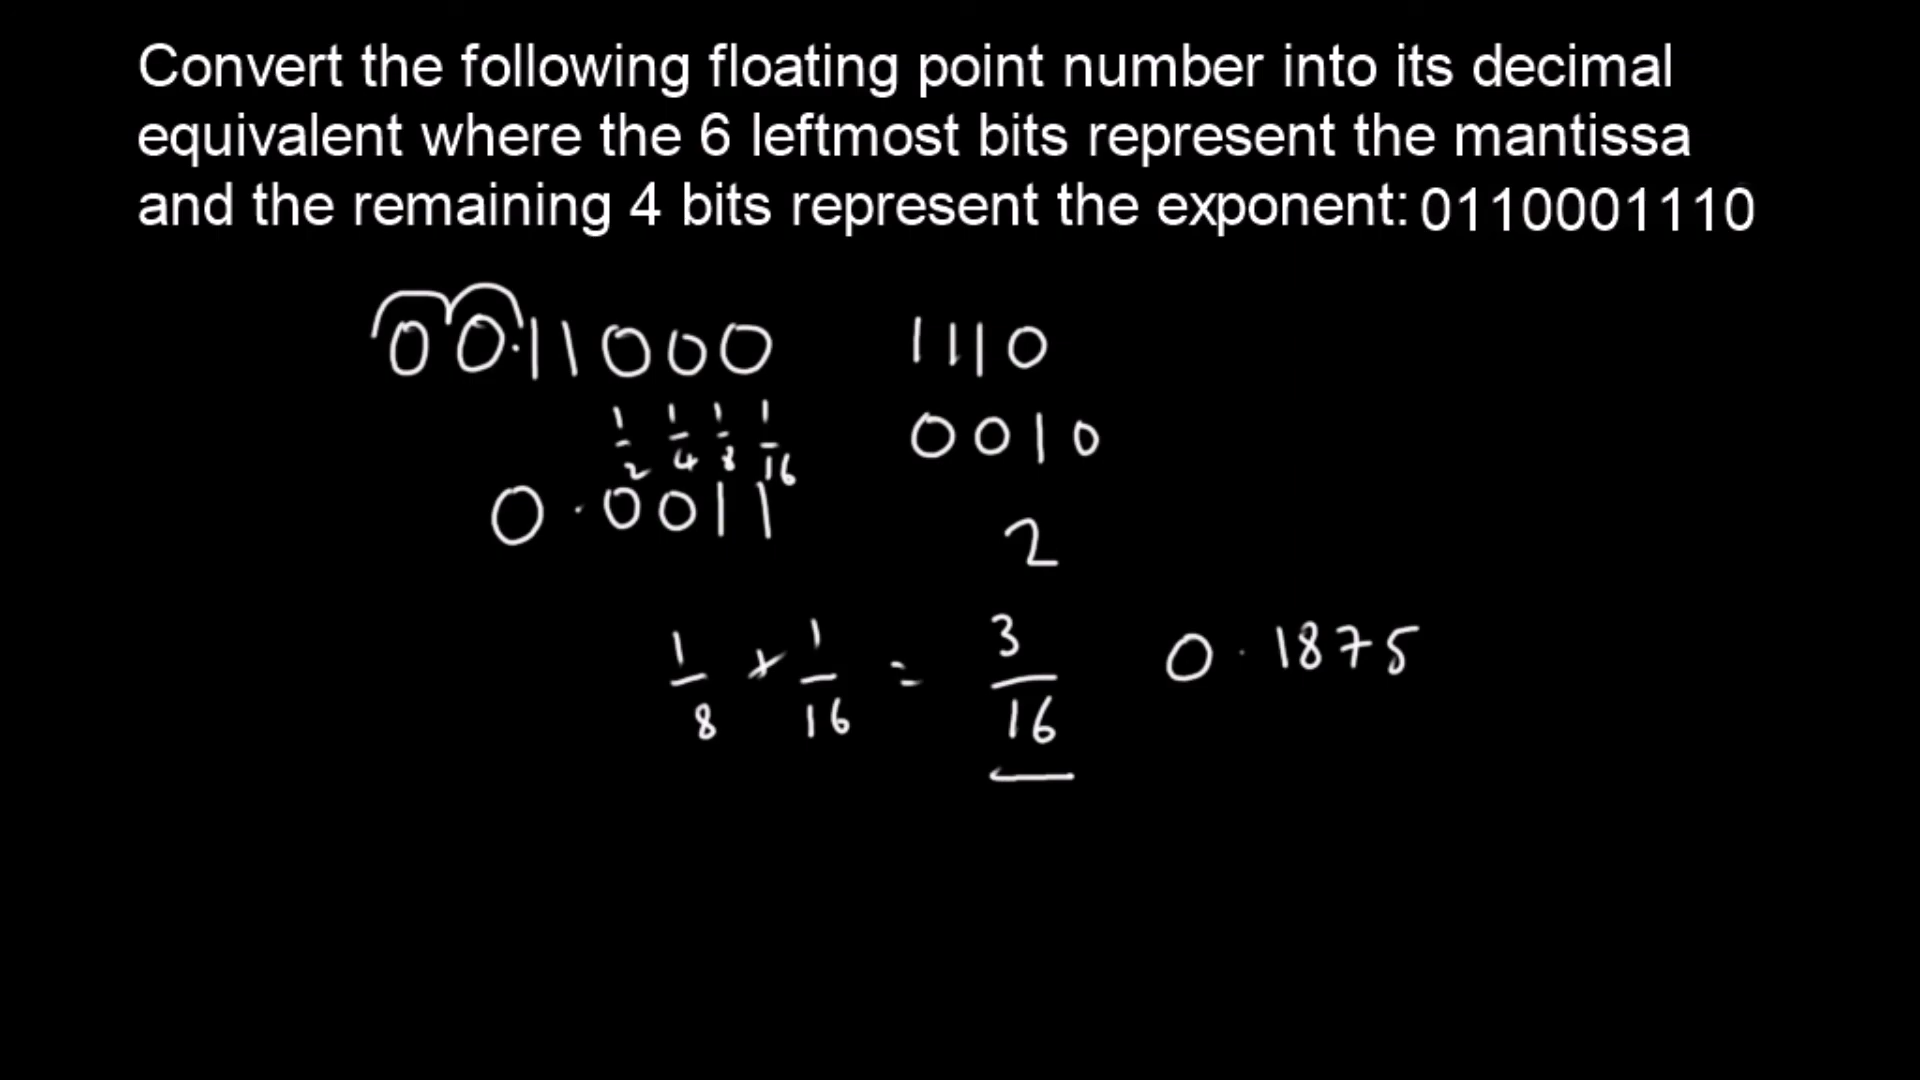 Convert the following floating point number into its decimal
equivalent where the 6 leftmost bits represent the mantissa
and the remaining 4 bits represent the exponent: 0110001110
00.11000 1110
1/2 1/4 1/8 1/16 0010
0.0011
2
1/8 + 1/16 = 3/16 0.1875